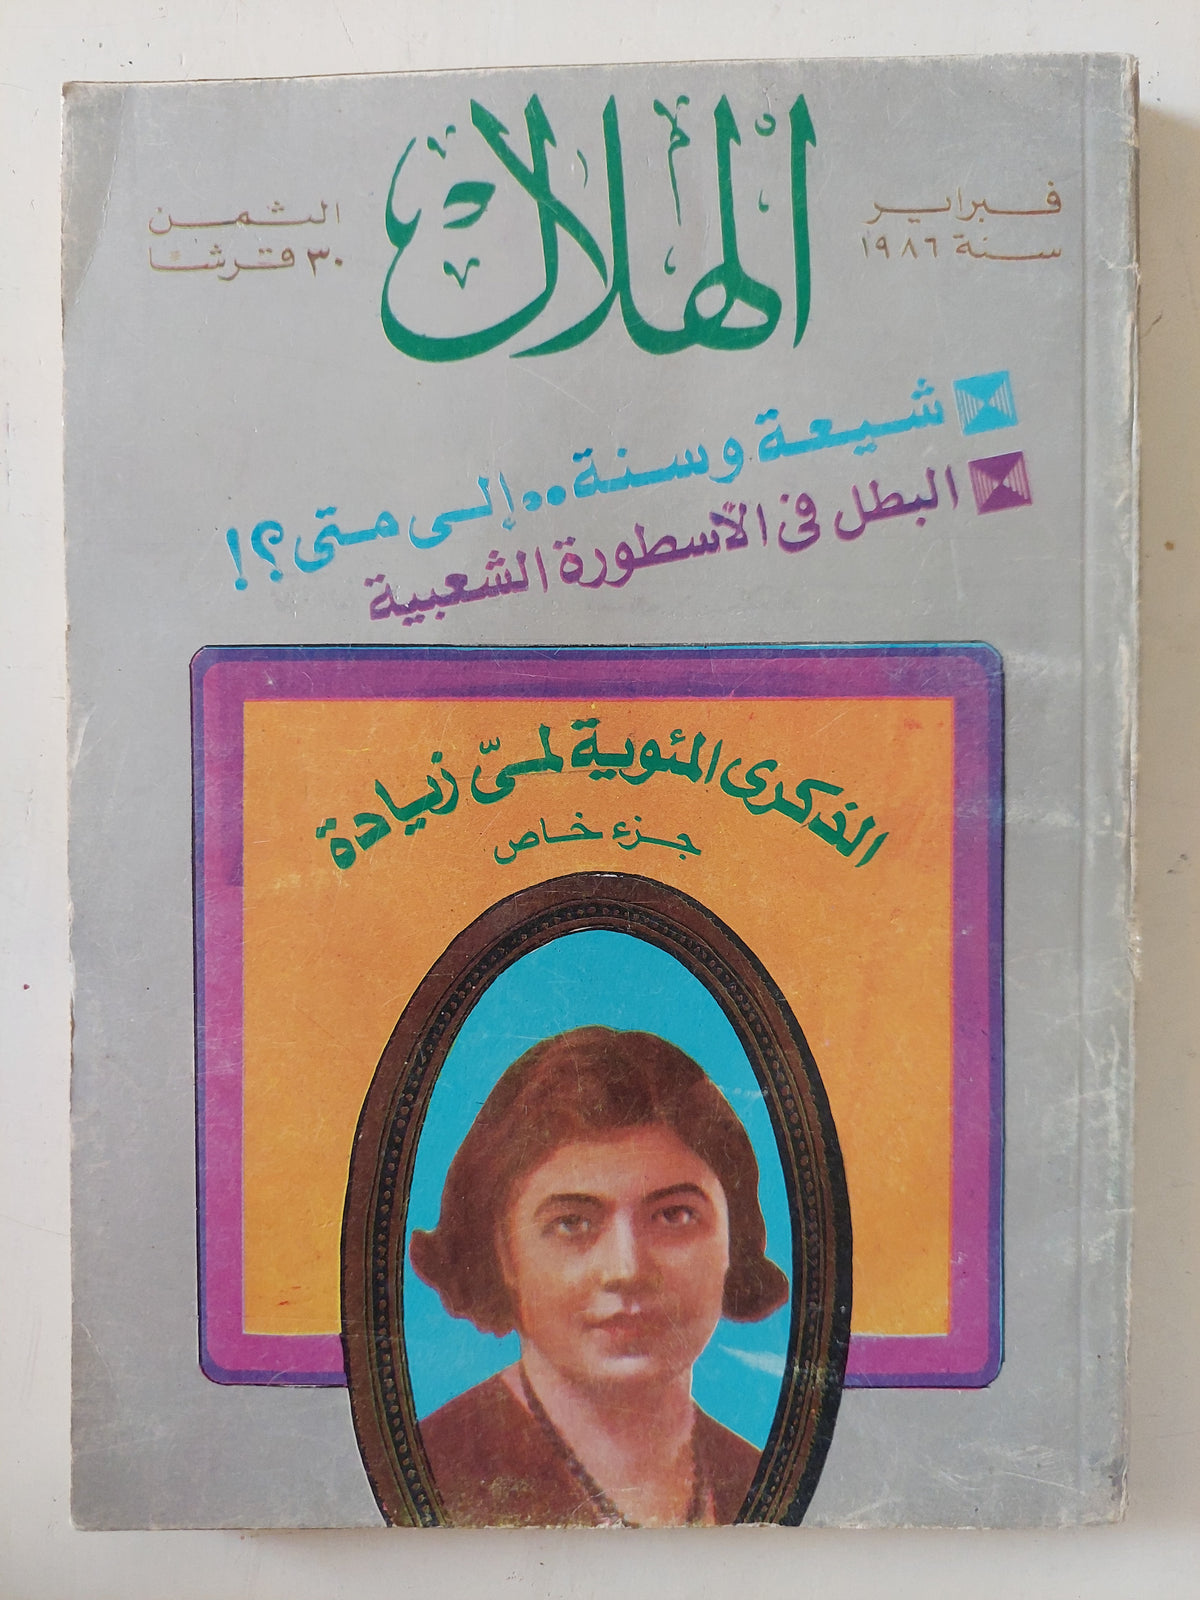 الهلال
فبراير
سنة ١٩٨٦
الثمن
٣٠ قرشا
شيعة وسنة .. إلى متى ؟!
البطل فى الأسطورة الشعبية
الذكرى المئوية لمىّ زيادة
جزء خاص